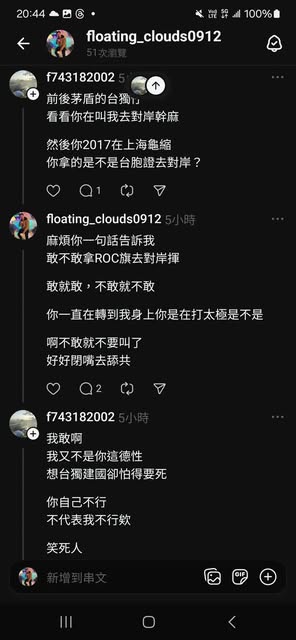 20:44
100%
floating_clouds0912
51次瀏覽
f743182002
前後茅盾的台獨
看看你在叫我去對岸幹麻
然後你2017在上海龜縮
你拿的是不是台胞證去對岸？
1
floating_clouds0912 5小時
麻煩你一句話告訴我
敢不敢拿ROC旗去對岸揮
敢就敢，不敢就不敢
你一直在轉到我身上你是在打太極是不是
啊不敢就不要叫了
好好閉嘴去舔共
2
f743182002 5小時
我敢啊
我又不是你這德性
想台獨建國卻怕得要死
你自己不行
不代表我不行欸
笑死人
新增到串文
GIF